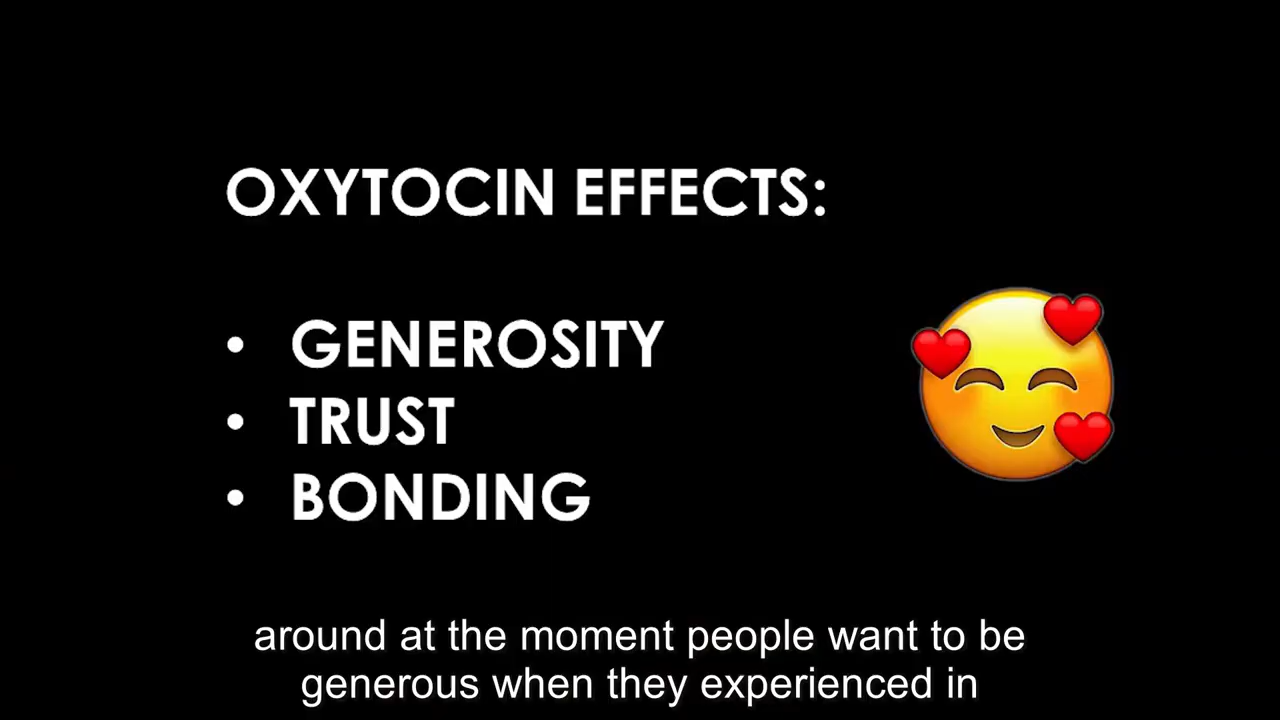 OXYTOCIN EFFECTS:
• GENEROSITY
• TRUST
• BONDING
around at the moment people want to be
generous when they experienced in